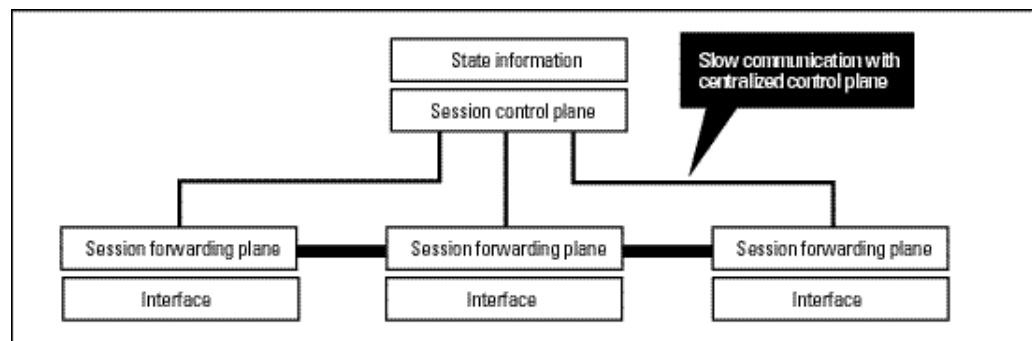 State information
Slow communication with
centralized control plane
Session control plane
Session forwarding plane
Session forwarding plane
Session forwarding plane
Interface
Interface
Interface